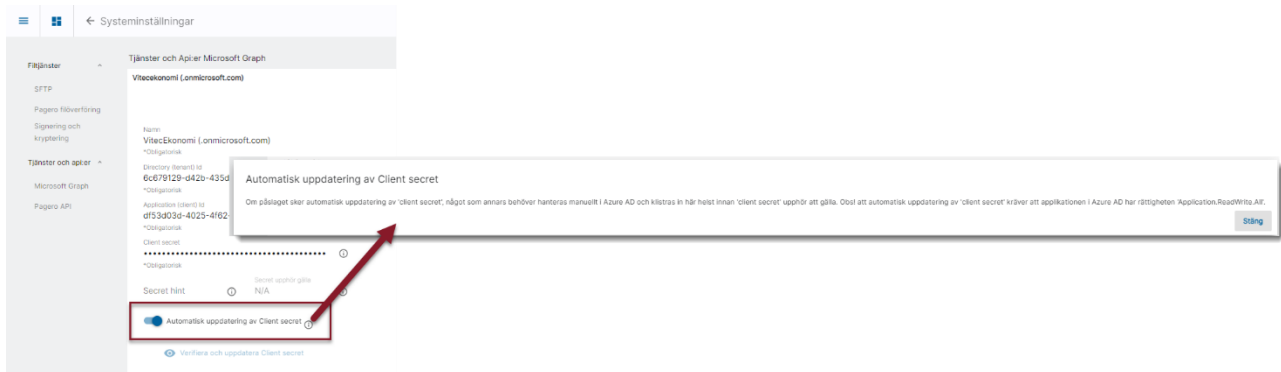 Systeminställningar
Filtjänster
SFTP
Pagero filöverföring
Signering och
kryptering
Tjänster och api:er
Microsoft Graph
Pagero API
Tjänster och Api:er Microsoft Graph
Vitecekonomi (.onmicrosoft.com)
Namn
VitecEkonomi (.onmicrosoft.com)
*Obligatorisk
Directory (tenant) Id
6c679129-d42b-435d
*Obligatorisk
Application (client) Id
df53d03d-4025-4f62-
*Obligatorisk
Client secret
••••••••••••••••••••••••••••••••••••••••
*Obligatorisk
Secret upphör gälla
Secret hint N/A
Automatisk uppdatering av Client secret
Verifiera och uppdatera Client secret
Automatisk uppdatering av Client secret
Om påslaget sker automatisk uppdatering av 'client secret', något som annars behöver hanteras manuellt i Azure AD och klistras in här helst innan 'client secret' upphör att gälla. Obs! att automatisk uppdatering av 'client secret' kräver att applikationen i Azure AD har rättigheten 'Application.ReadWrite.All'.
Stäng